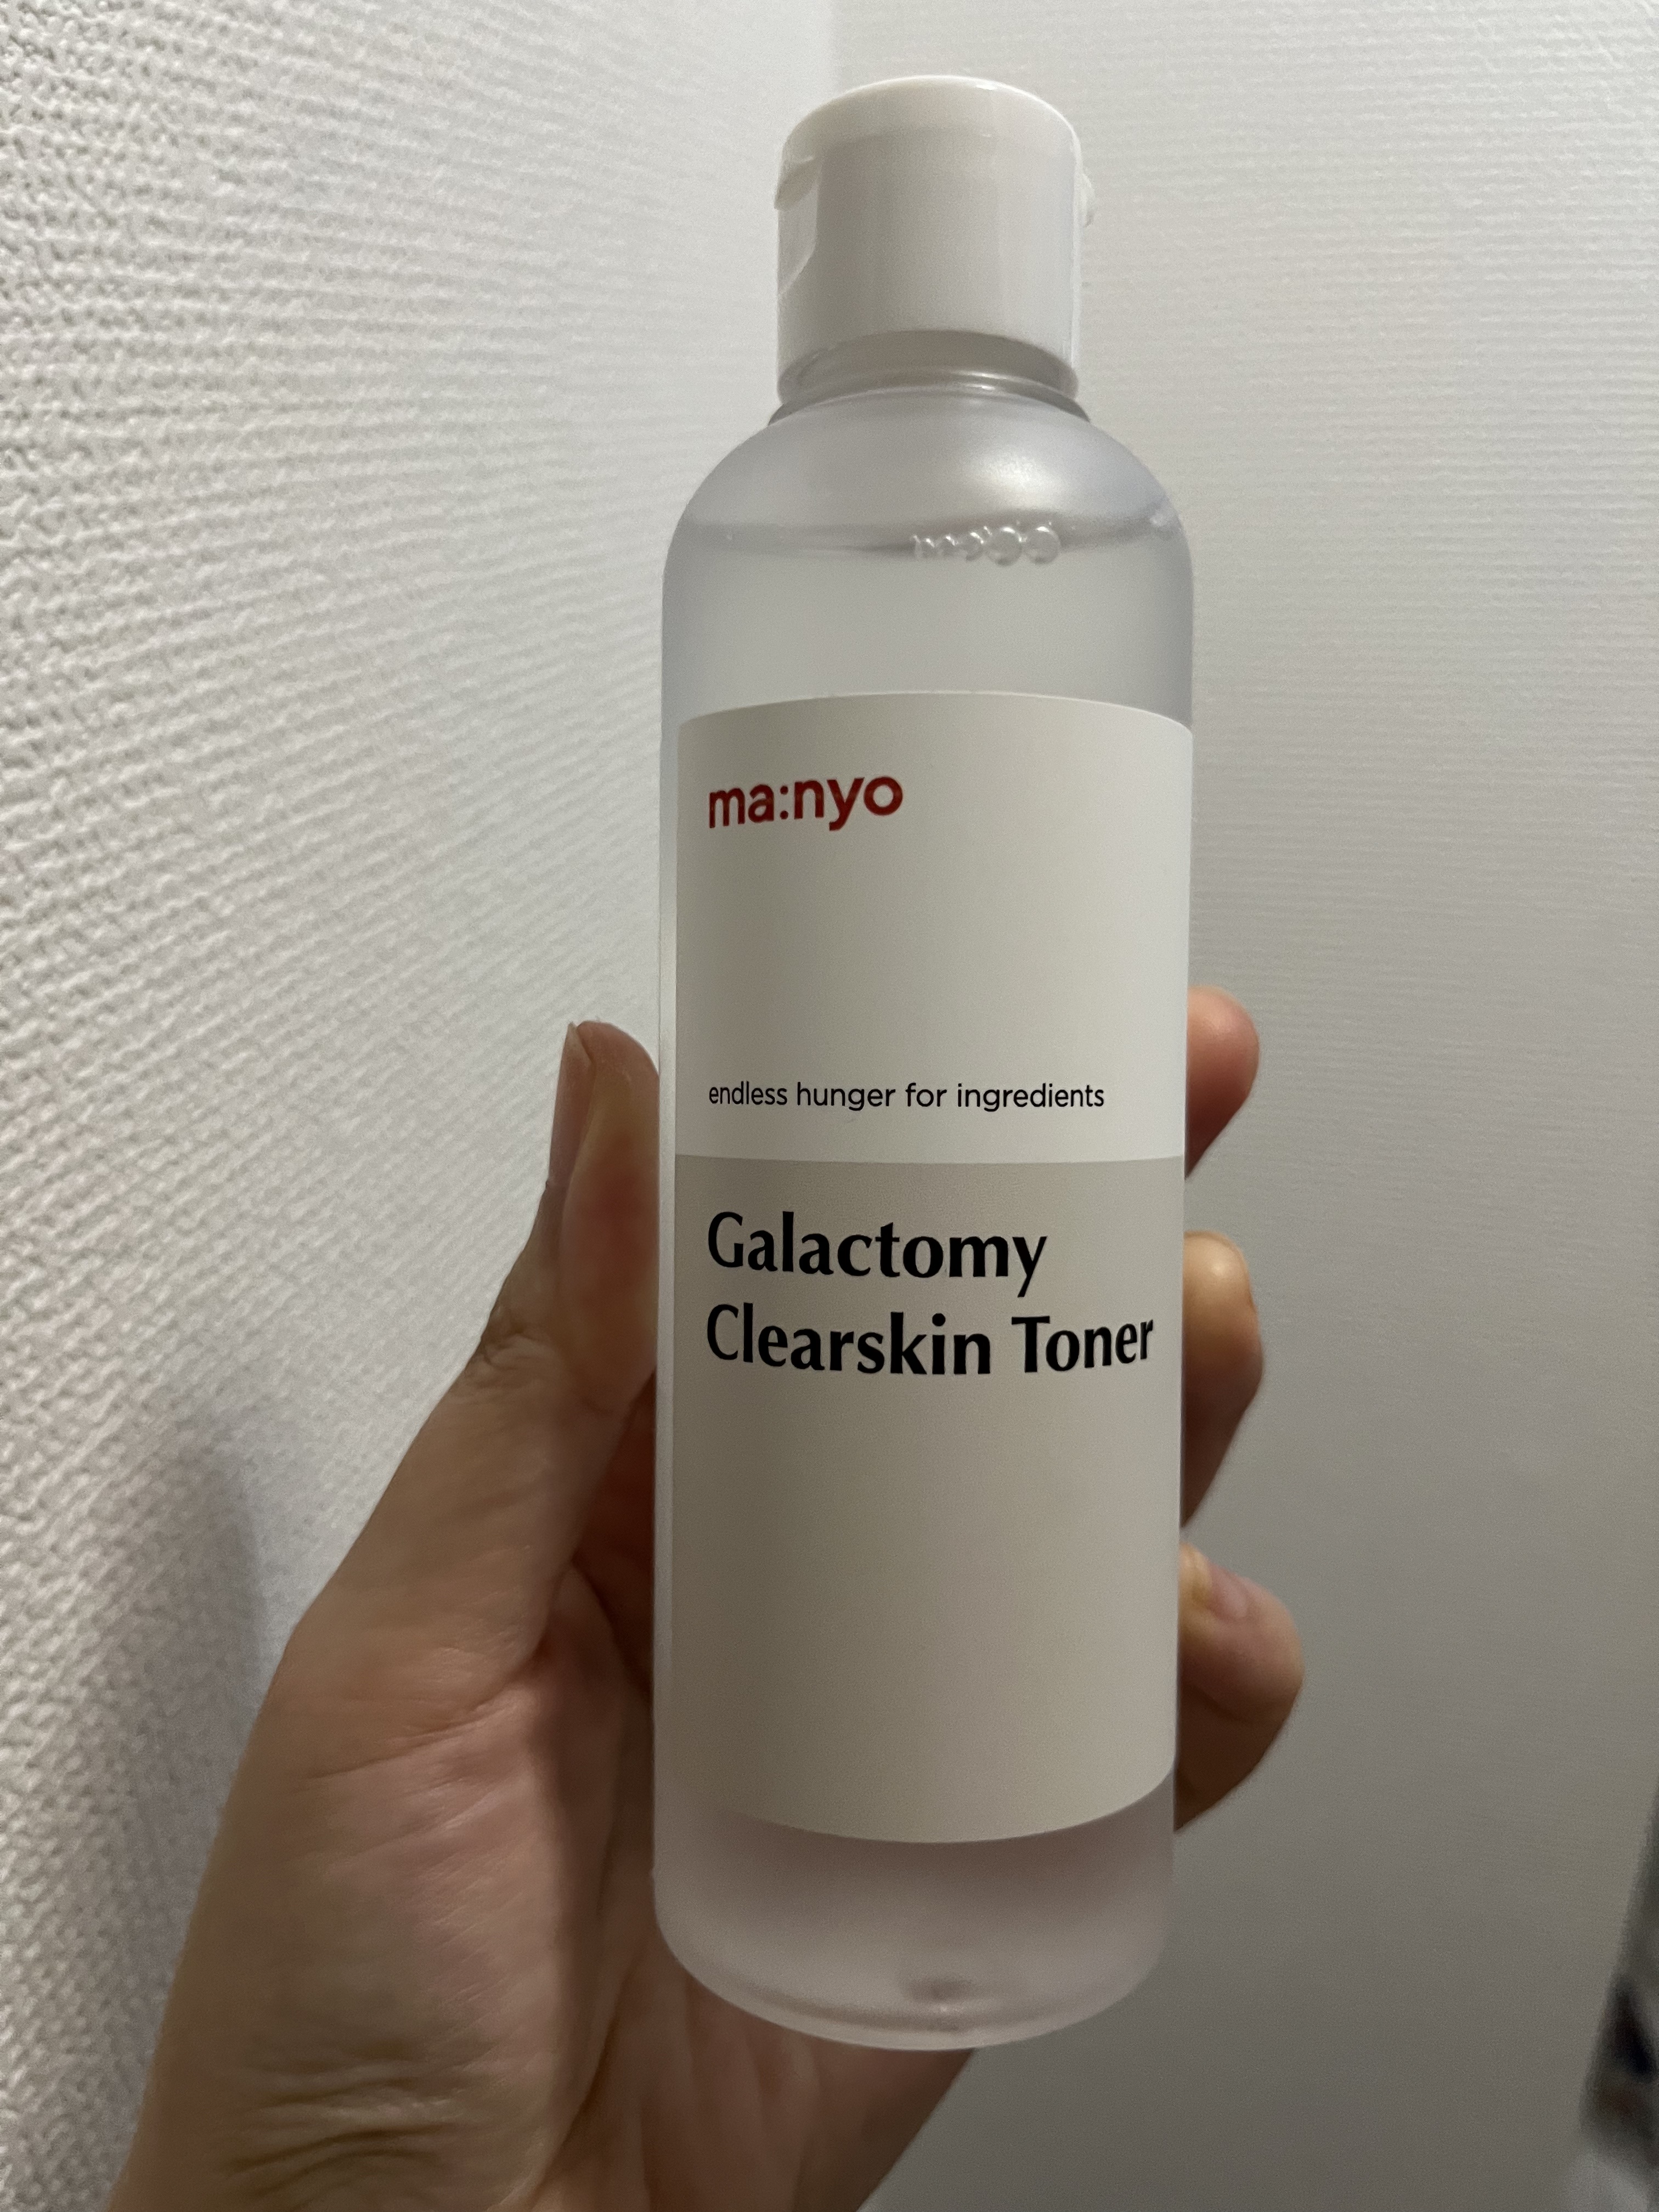 ma:nyo
endless hunger for ingredients
Galactomy
Clearskin Toner